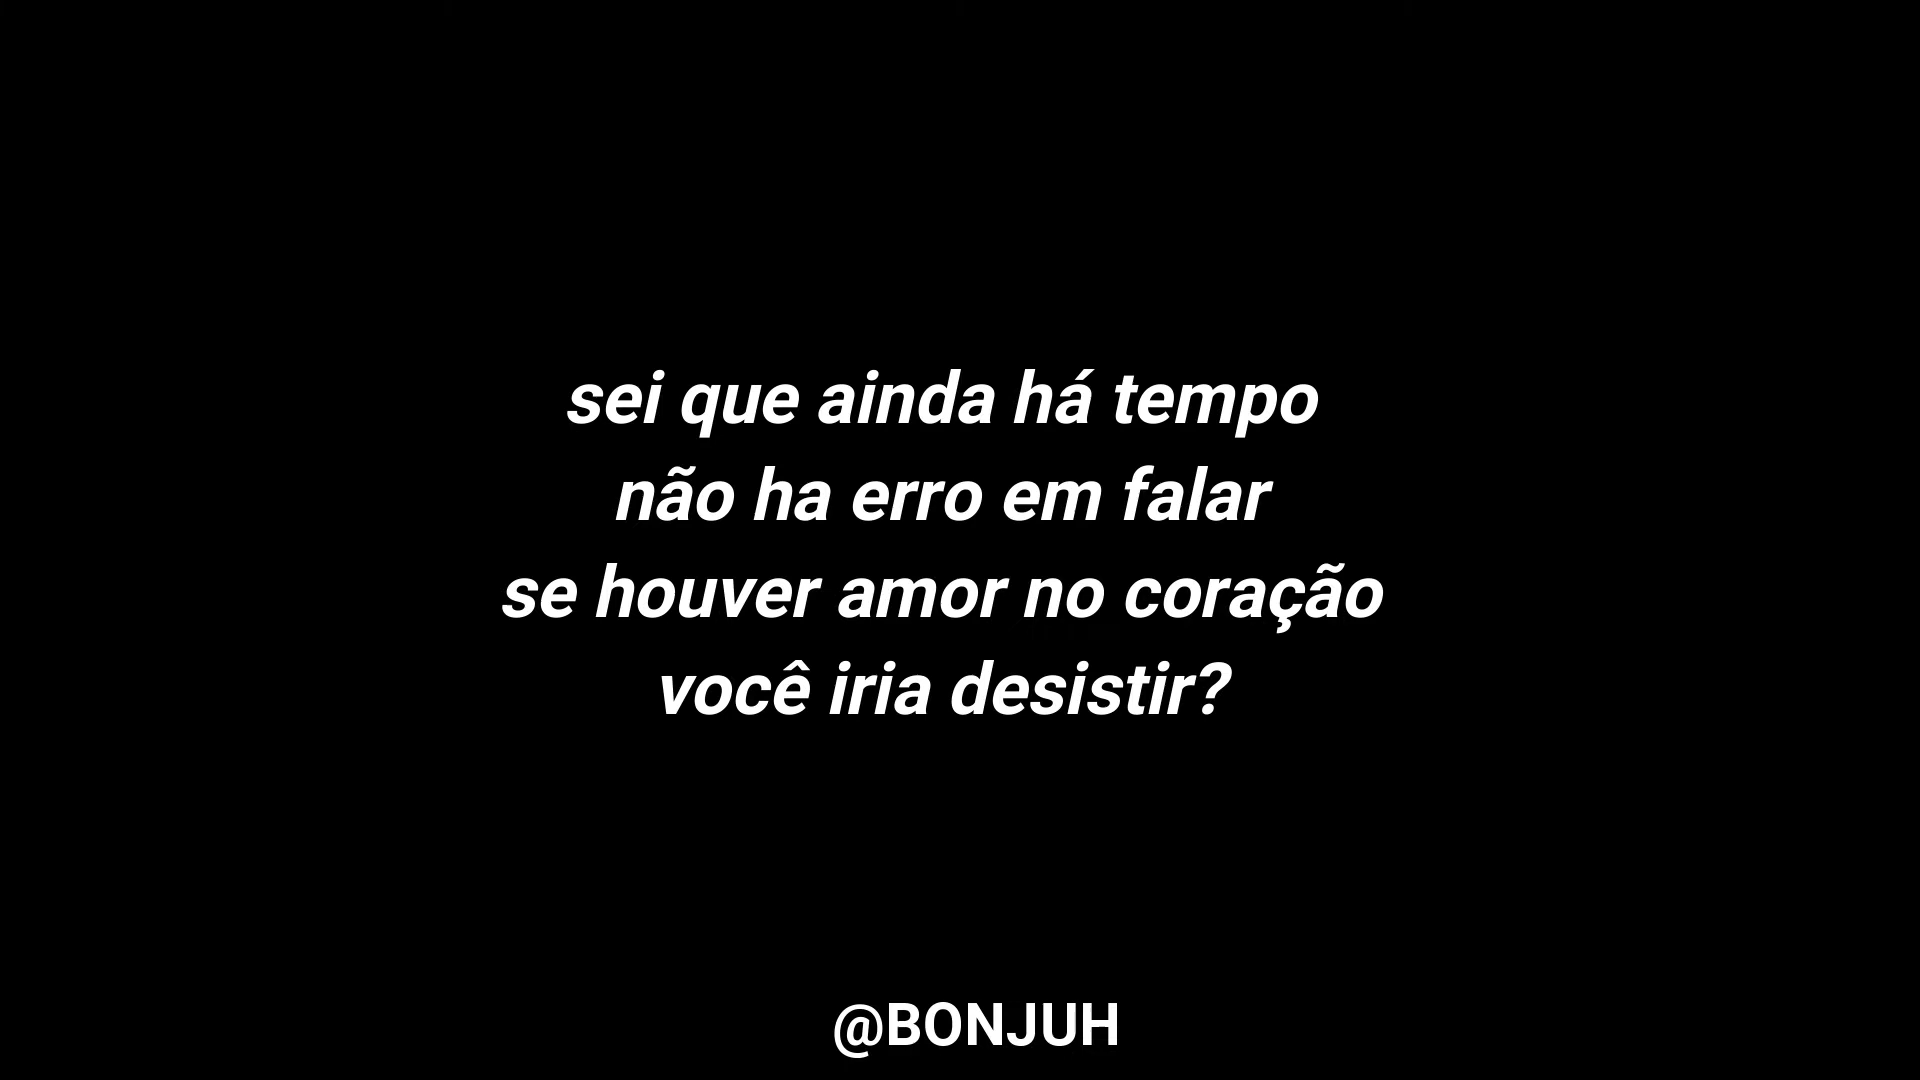 sei que ainda há tempo
não ha erro em falar
se houver amor no coração
você iria desistir?
@BONJUH